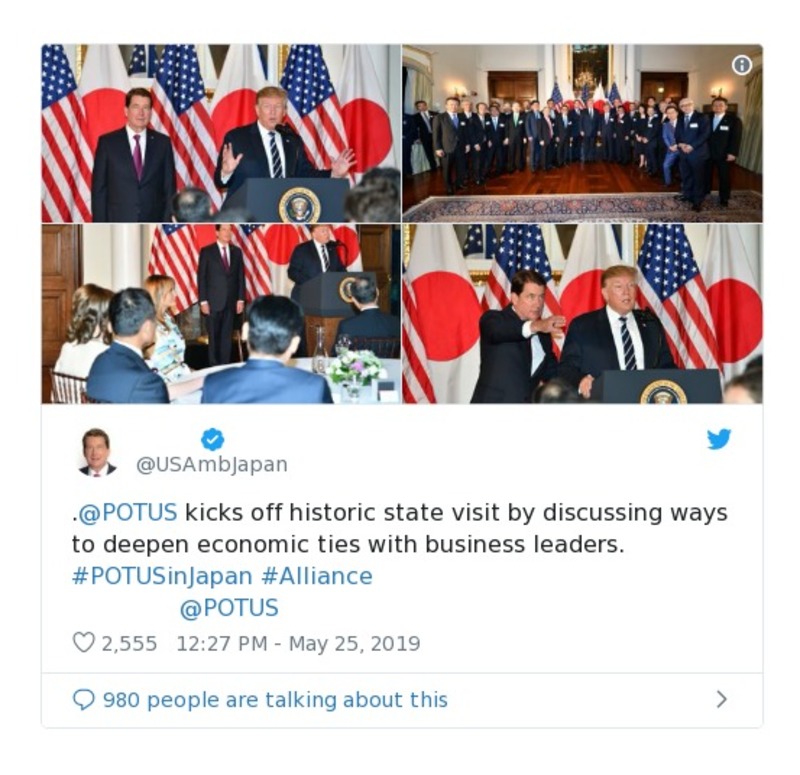 @USAmbJapan
.@POTUS kicks off historic state visit by discussing ways
to deepen economic ties with business leaders.
#POTUSinJapan #Alliance
@POTUS
2,555 12:27 PM - May 25, 2019
980 people are talking about this